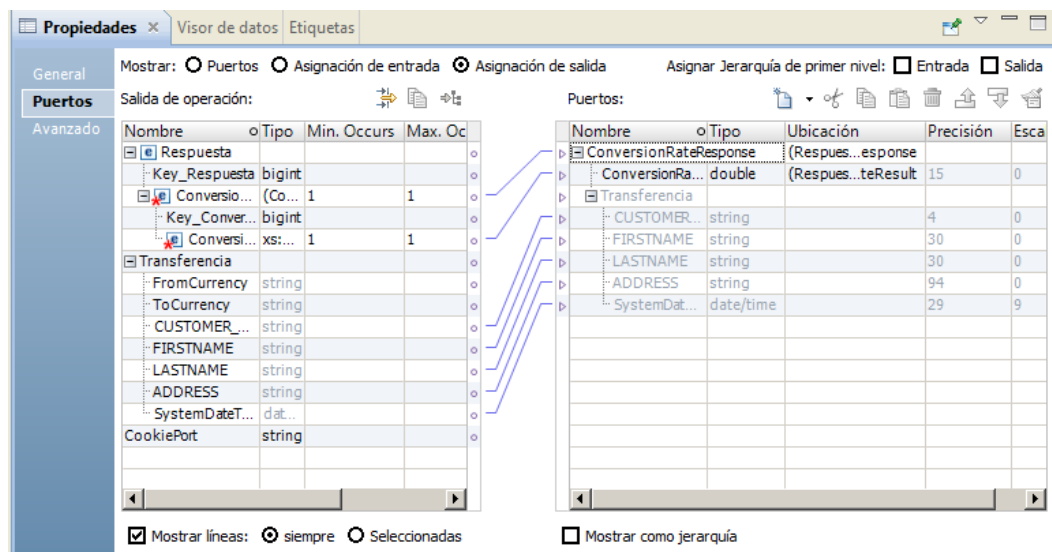 Propiedades
Visor de datos
Etiquetas
General
Puertos
Avanzado
Mostrar: Puertos Asignación de entrada Asignación de salida Asignar Jerarquía de primer nivel: Entrada Salida
Salida de operación:
Nombre Tipo Min. Occurs Max. Oc
Respuesta
Key_Respuesta bigint
Conversio... (Co... 1 1
Key_Conver... bigint
Conversi... xs:... 1 1
Transferencia
FromCurrency string
ToCurrency string
CUSTOMER_... string
FIRSTNAME string
LASTNAME string
ADDRESS string
SystemDateT... dat...
CookiePort string
Mostrar líneas: siempre Seleccionadas
Puertos:
Nombre Tipo Ubicación Precisión Esca
ConversionRateResponse (Respues...esponse
ConversionRa... double (Respues...teResult 15 0
Transferencia
CUSTOMER... string 4 0
FIRSTNAME string 30 0
LASTNAME string 30 0
ADDRESS string 94 0
SystemDat... date/time 29 9
Mostrar como jerarquía